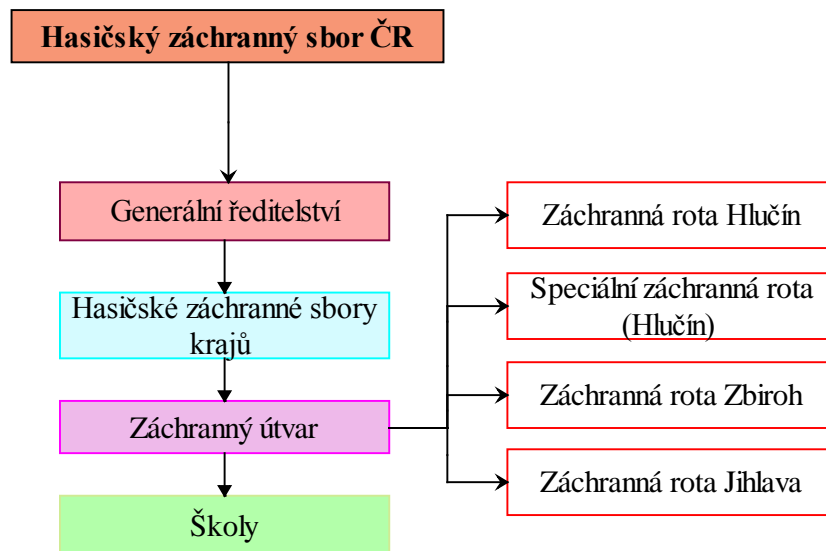 Hasičský záchranný sbor ČR
Generální ředitelství
Hasičské záchranné sbory
krajů
Záchranný útvar
Školy
Záchranná rota Hlučín
Speciální záchranná rota
(Hlučín)
Záchranná rota Zbiroh
Záchranná rota Jihlava